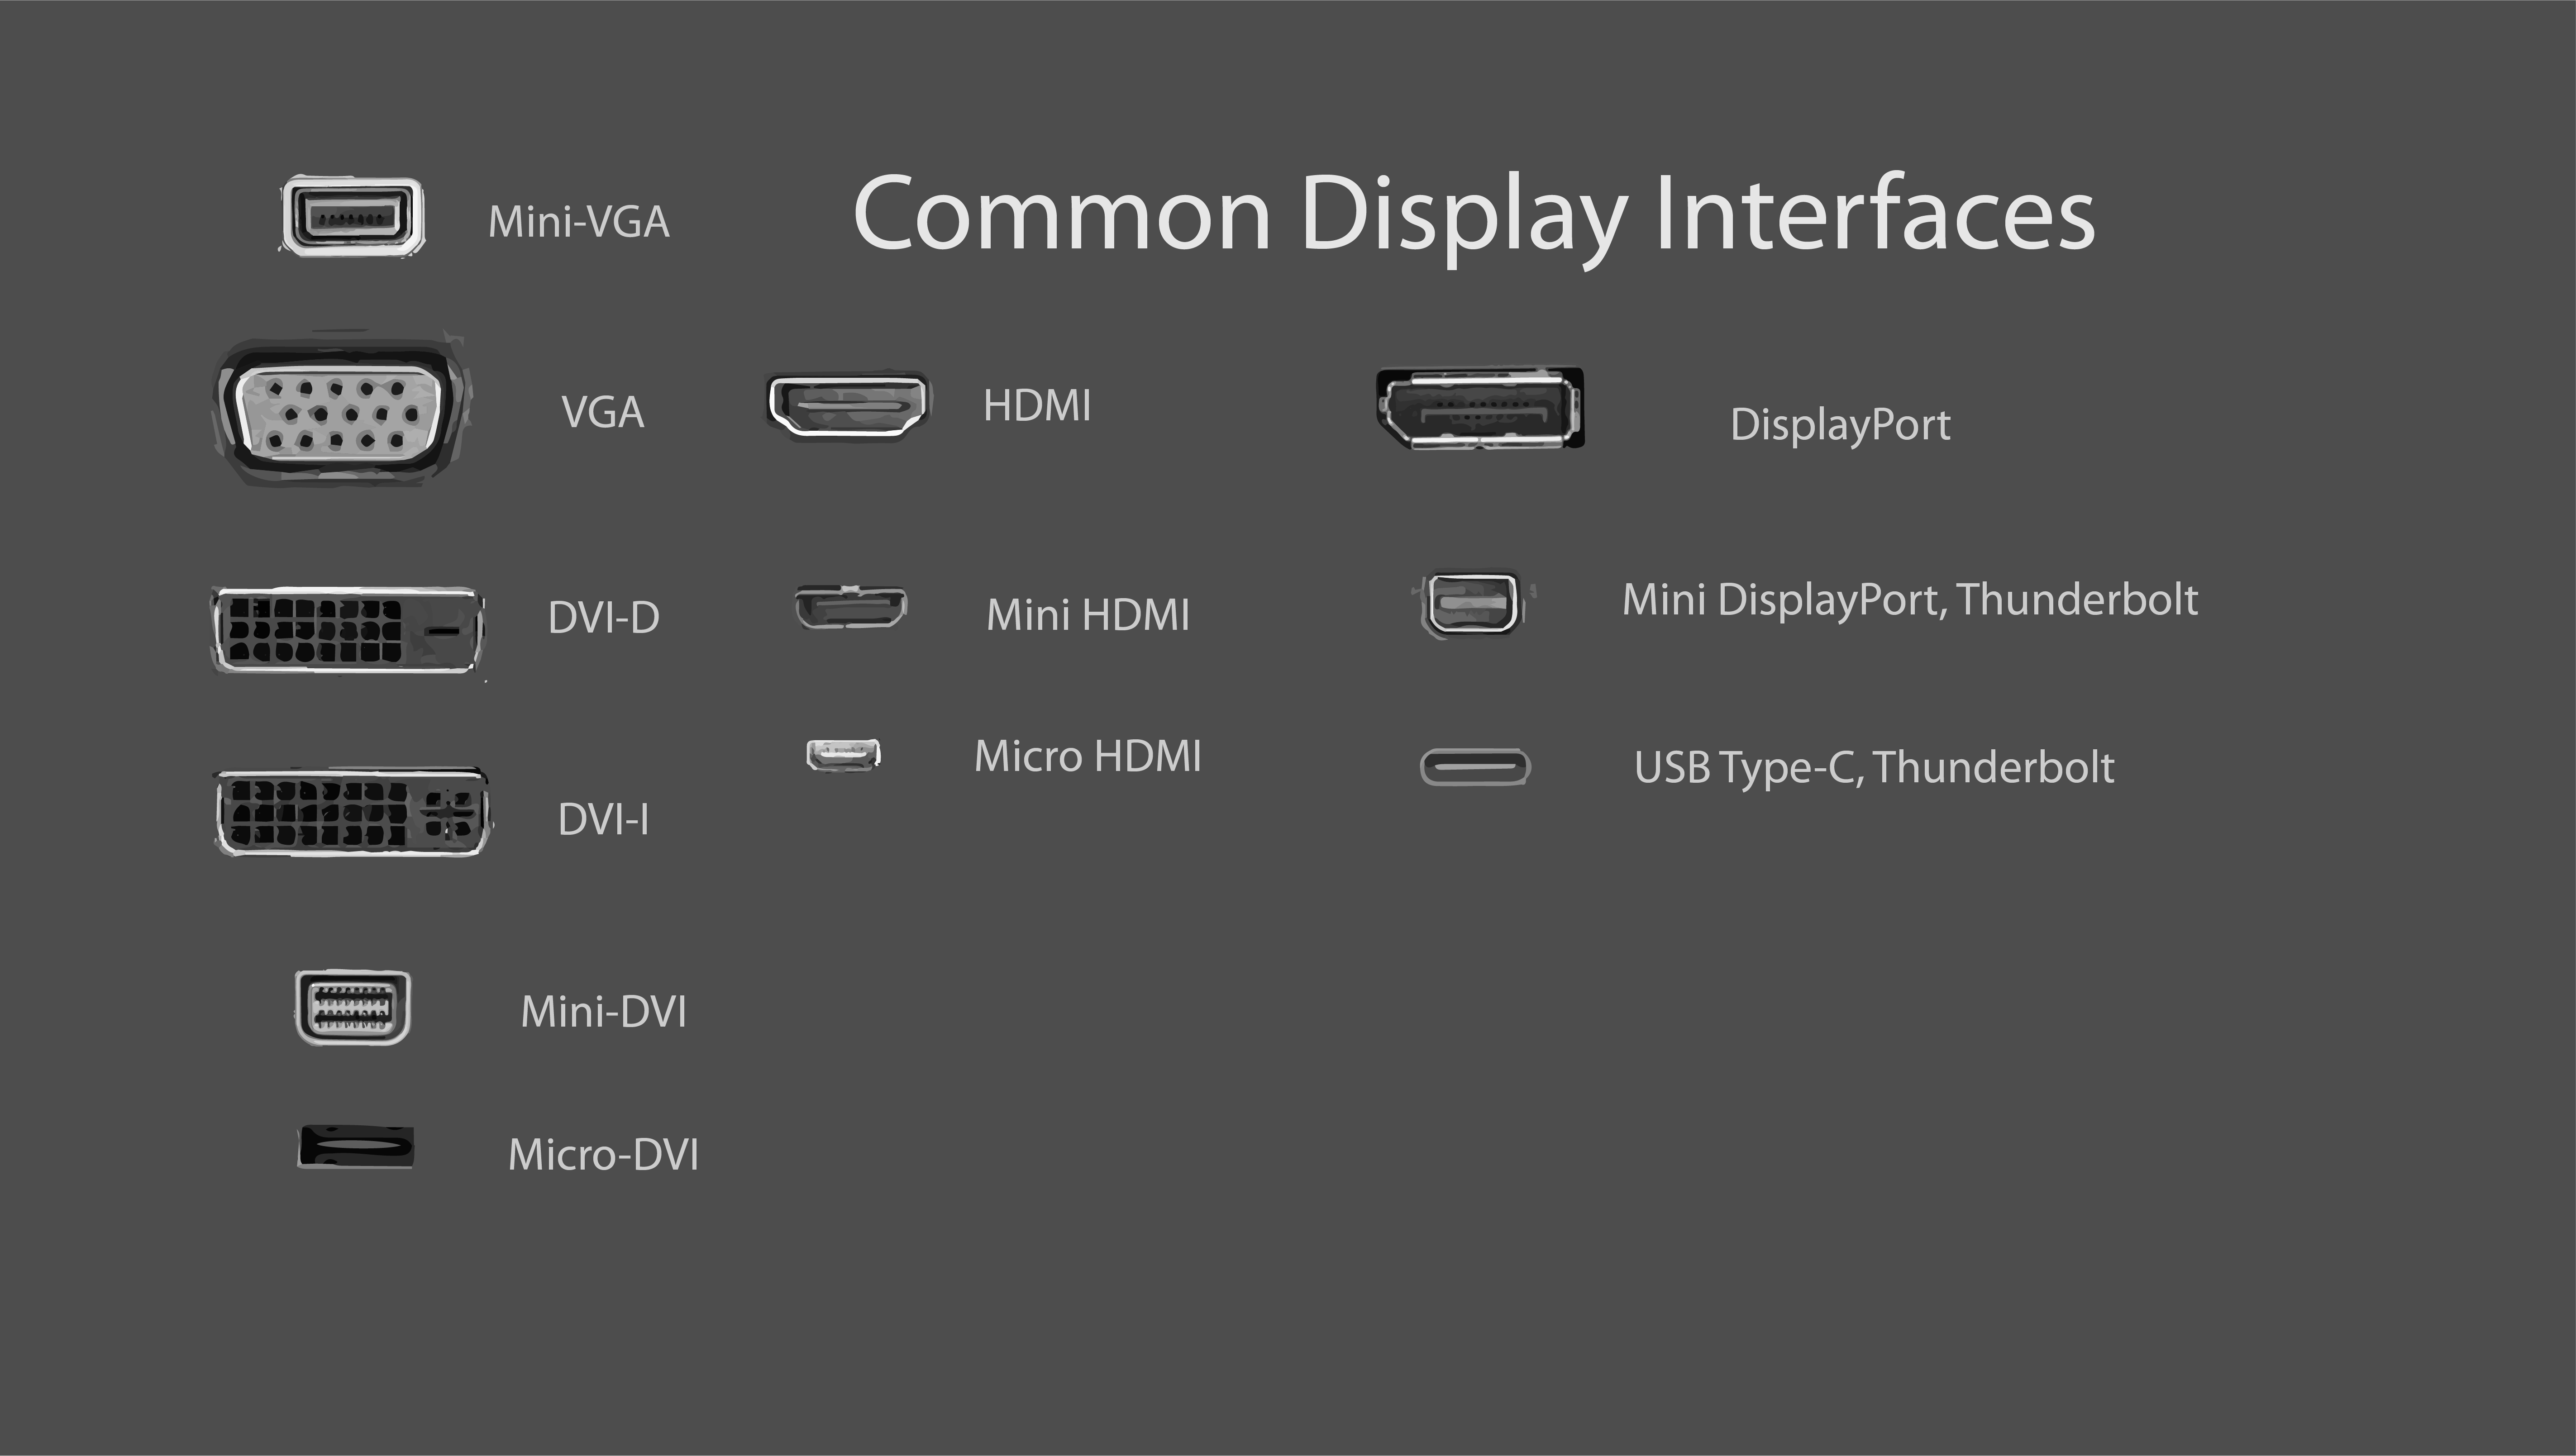 Common Display Interfaces
Mini-VGA
VGA
DVI-D
DVI-I
Mini-DVI
Micro-DVI
HDMI
Mini HDMI
Micro HDMI
DisplayPort
Mini DisplayPort, Thunderbolt
USB Type-C, Thunderbolt